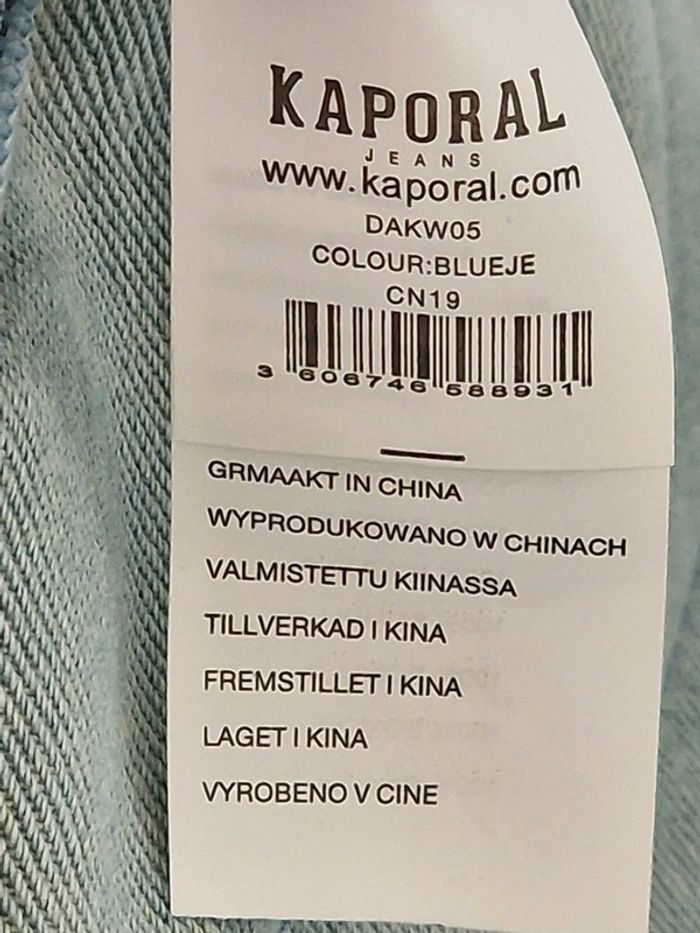 KAPORAL
JEANS
www.kaporal.com
DAKW05
COLOUR:BLUEJE
CN19
3 606746 588931
GRMAAKT IN CHINA
WYPRODUKOWANO W CHINACH
VALMISTETTU KIINASSA
TILLVERKAD I KINA
FREMSTILLET I KINA
LAGET I KINA
VYROBENO V CINE